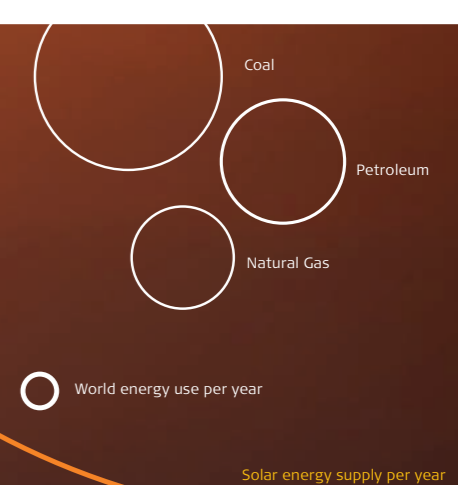 Coal
Petroleum
Natural Gas
World energy use per year
Solar energy supply per year